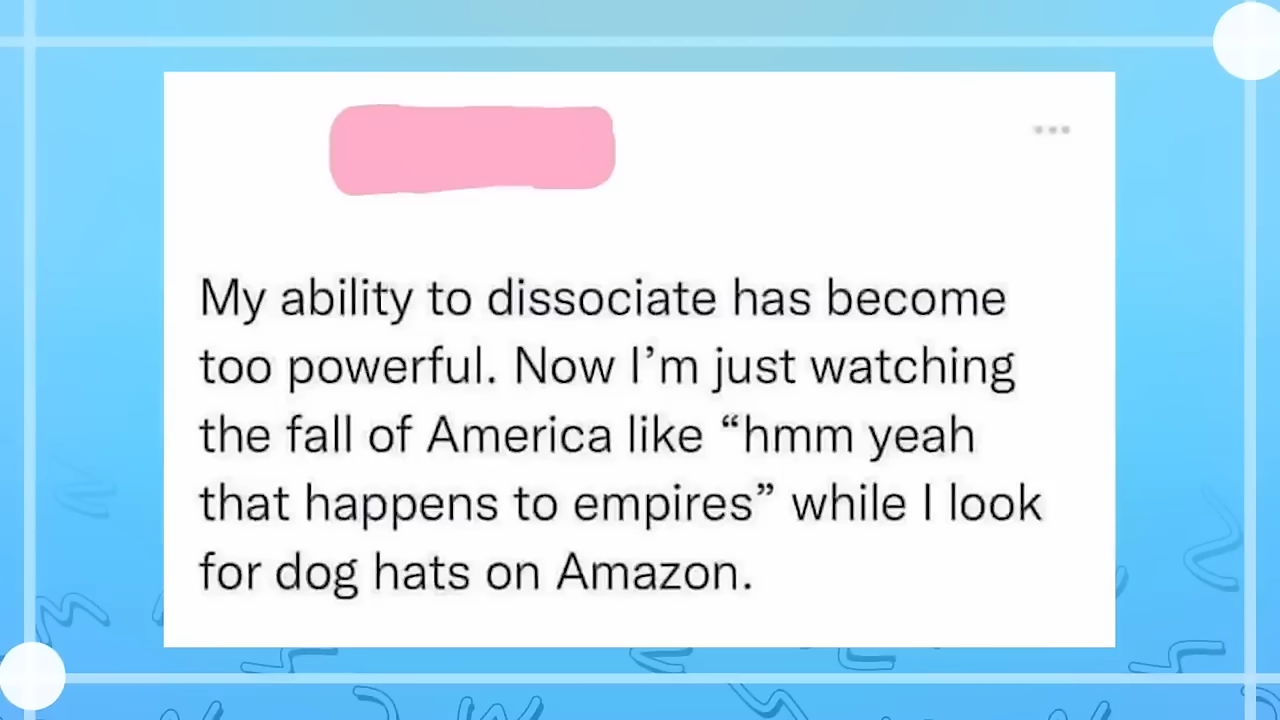 My ability to dissociate has become
too powerful. Now I’m just watching
the fall of America like “hmm yeah
that happens to empires” while I look
for dog hats on Amazon.